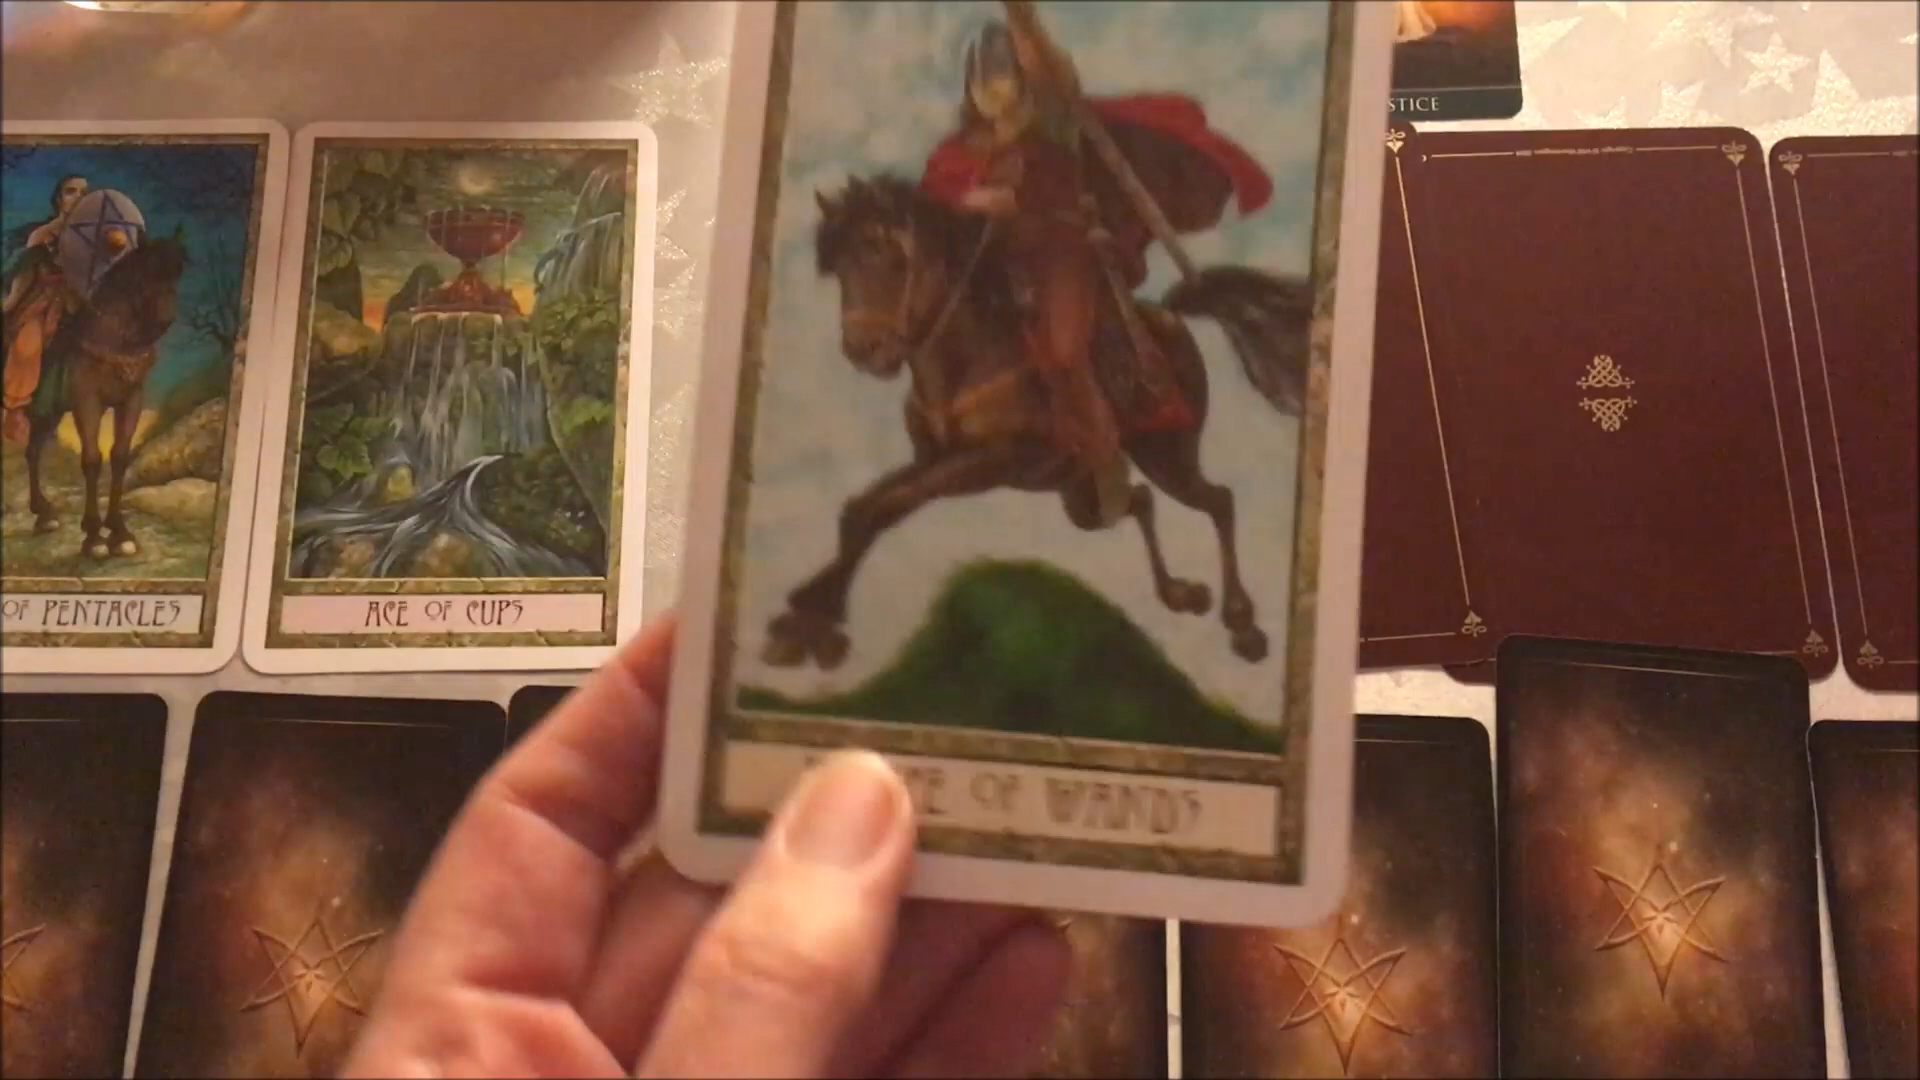 STICE
OF PENTACLES
ACE OF CUPS
OF WANDS